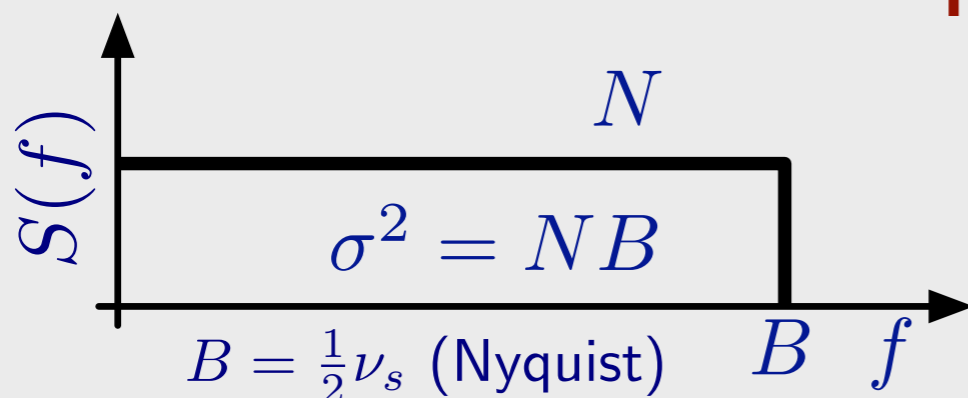 N
S(f)
σ² = NB
B = ½νₛ (Nyquist)
B f